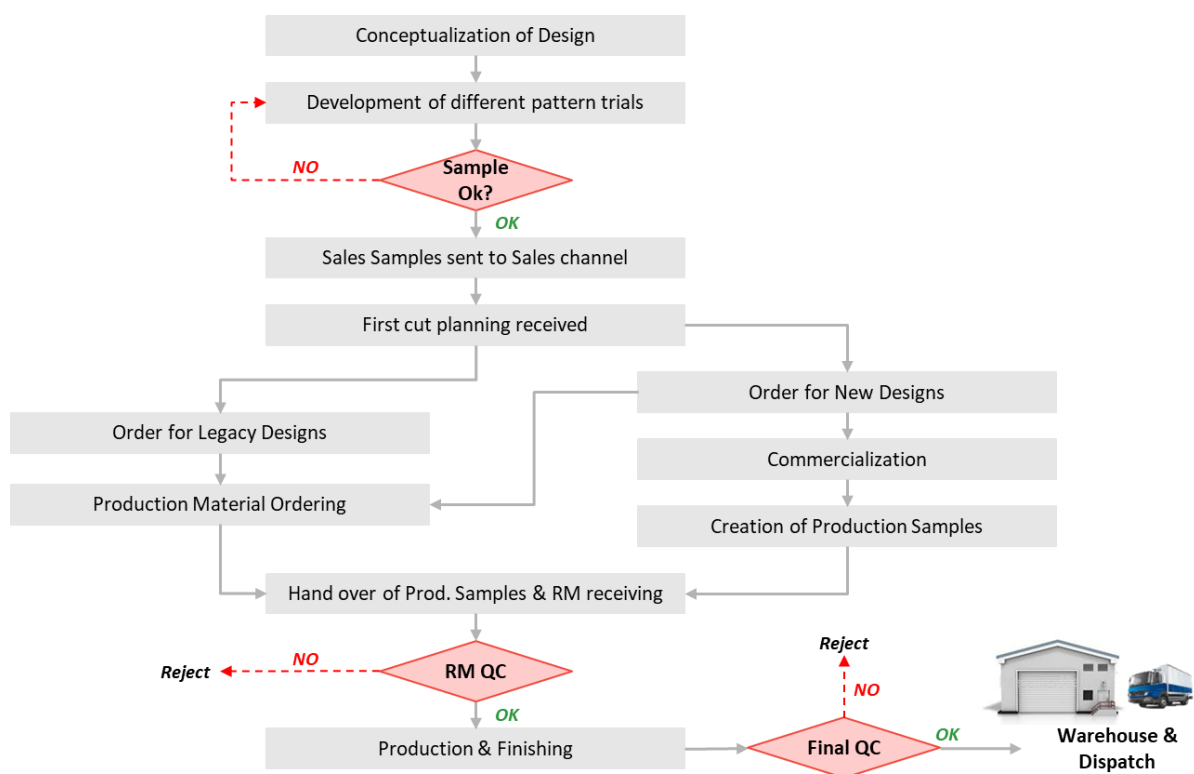 Conceptualization of Design
Development of different pattern trials
NO
Sample
Ok?
OK
Sales Samples sent to Sales channel
First cut planning received
Order for New Designs
Order for Legacy Designs
Commercialization
Production Material Ordering
Creation of Production Samples
Hand over of Prod. Samples & RM receiving
Reject
NO
RM QC
OK
Reject
NO
Production & Finishing
Final QC
OK
Warehouse &
Dispatch